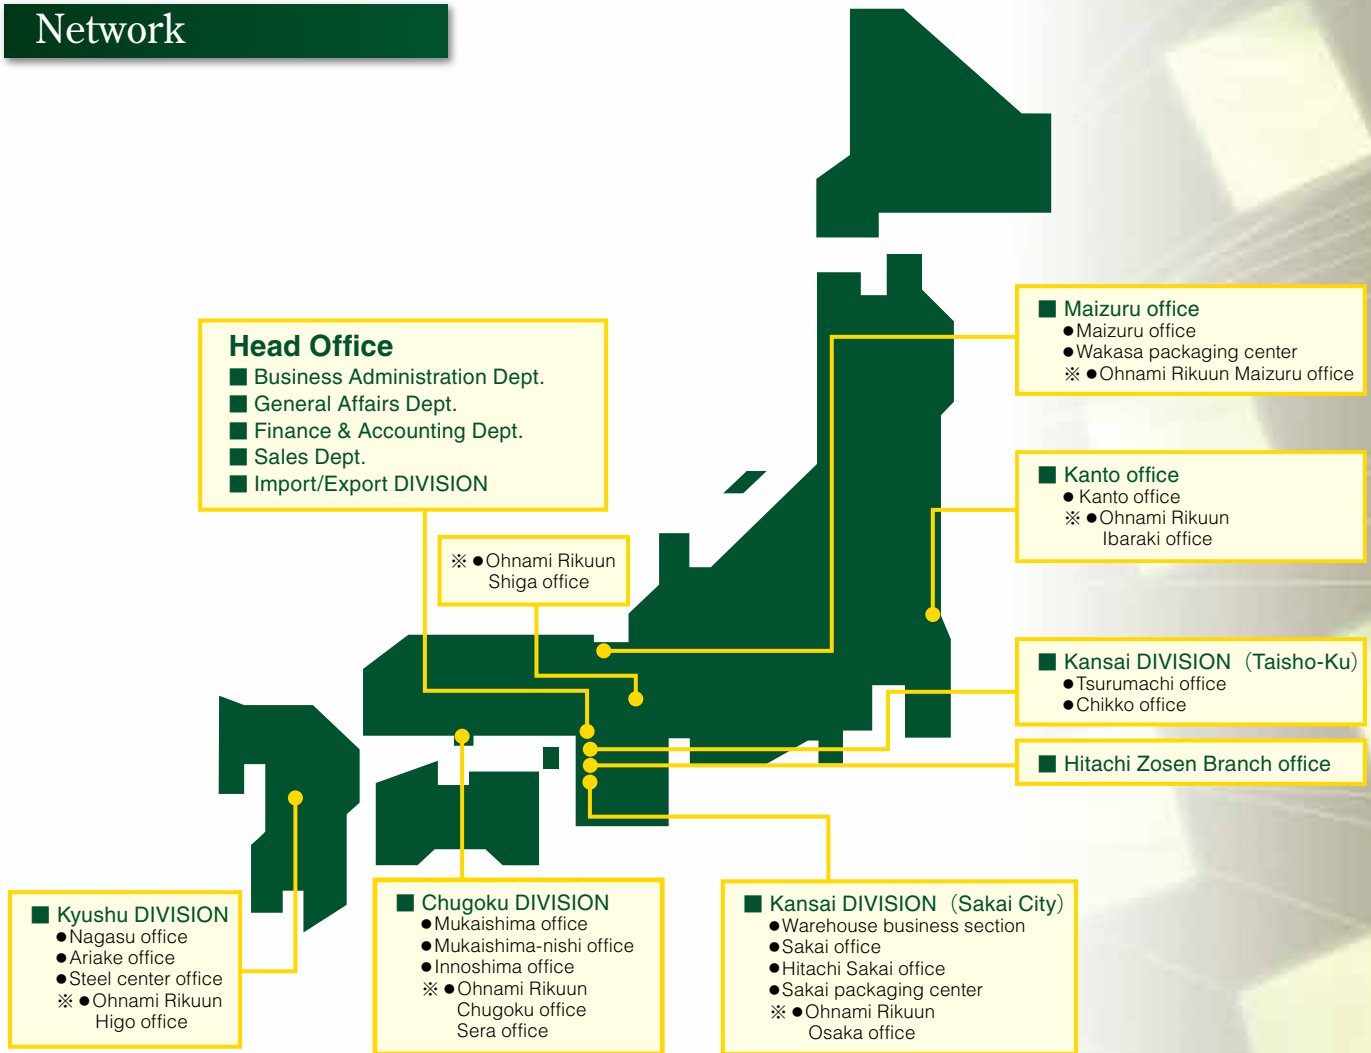 Network
Head Office
■ Business Administration Dept.
■ General Affairs Dept.
■ Finance & Accounting Dept.
■ Sales Dept.
■ Import/Export DIVISION
※ ●Ohnami Rikuun
Shiga office
■ Maizuru office
●Maizuru office
●Wakasa packaging center
※ ●Ohnami Rikuun Maizuru office
■ Kanto office
● Kanto office
※ ●Ohnami Rikuun
Ibaraki office
■ Kansai DIVISION（Taisho-Ku）
●Tsurumachi office
●Chikko office
■ Hitachi Zosen Branch office
■ Kyushu DIVISION
●Nagasu office
●Ariake office
●Steel center office
※ ●Ohnami Rikuun
Higo office
■ Chugoku DIVISION
●Mukaishima office
●Mukaishima-nishi office
●Innoshima office
※ ●Ohnami Rikuun
Chugoku office
Sera office
■ Kansai DIVISION（Sakai City）
●Warehouse business section
●Sakai office
●Hitachi Sakai office
●Sakai packaging center
※ ●Ohnami Rikuun
Osaka office